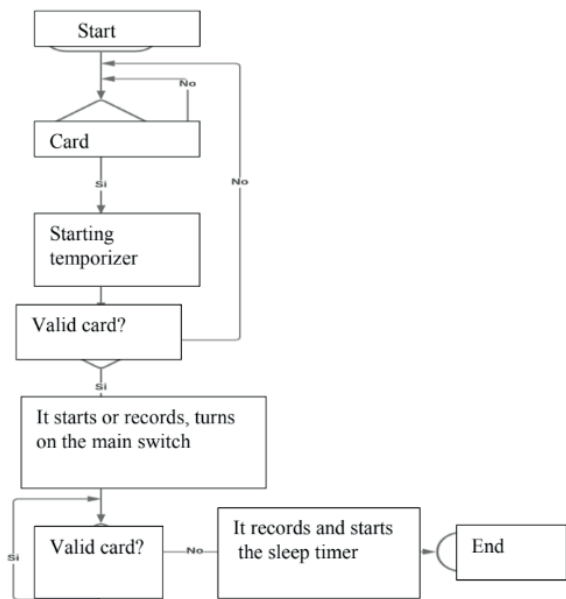 Start
No
Card
Si
No
Starting
temporizer
Valid card?
Si
It starts or records, turns
on the main switch
Si
Valid card?
No
It records and starts
the sleep timer
End